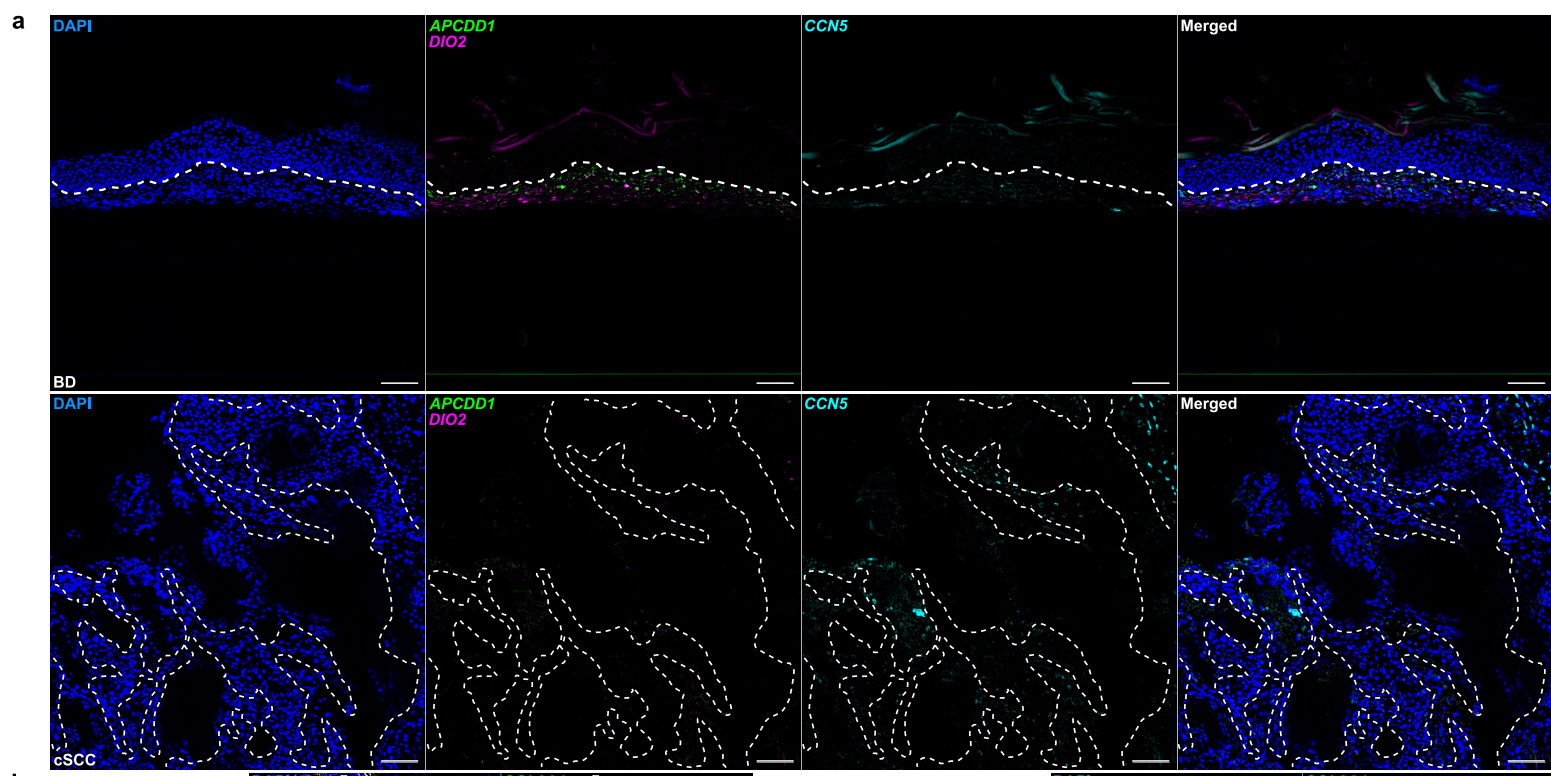 a
DAPI
APCDD1
DIO2
CCN5
Merged
BD
DAPI
APCDD1
DIO2
CCN5
Merged
cSCC